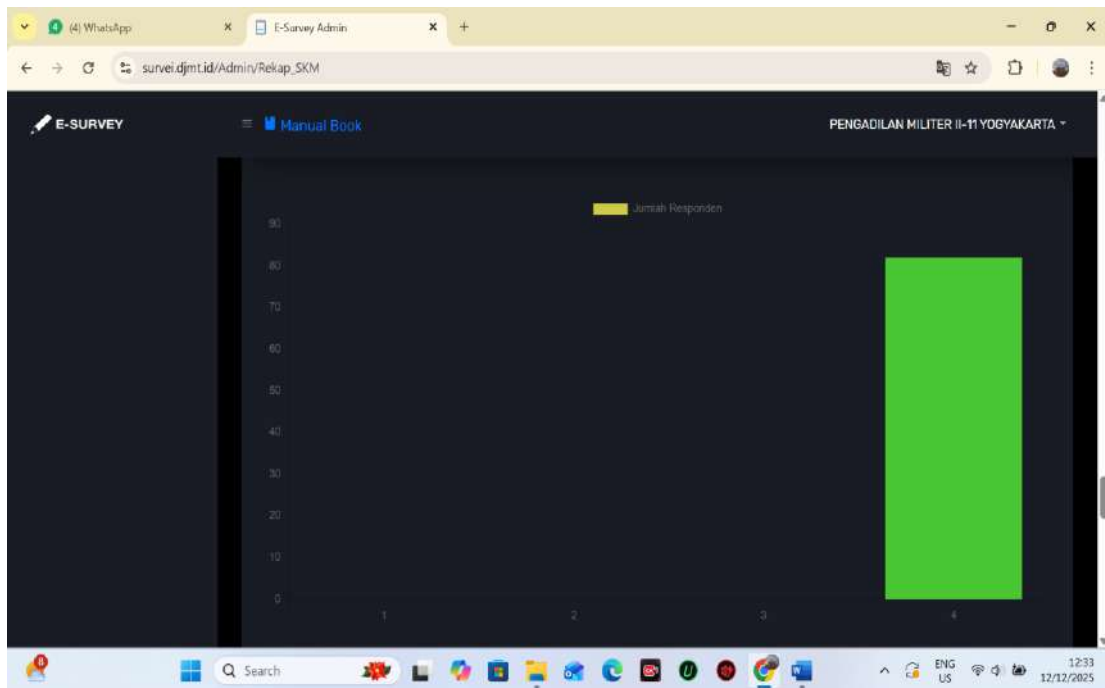 (4) WhatsApp
E-Survey Admin
survei.djmt.id/Admin/Rekap_SKM
E-SURVEY
Manual Book
PENGADILAN MILITER II-11 YOGYAKARTA
Jumlah Responden
90
80
70
60
50
40
30
20
10
0
1 2 3 4
8
Search
ENG
US
12:33
12/12/2025